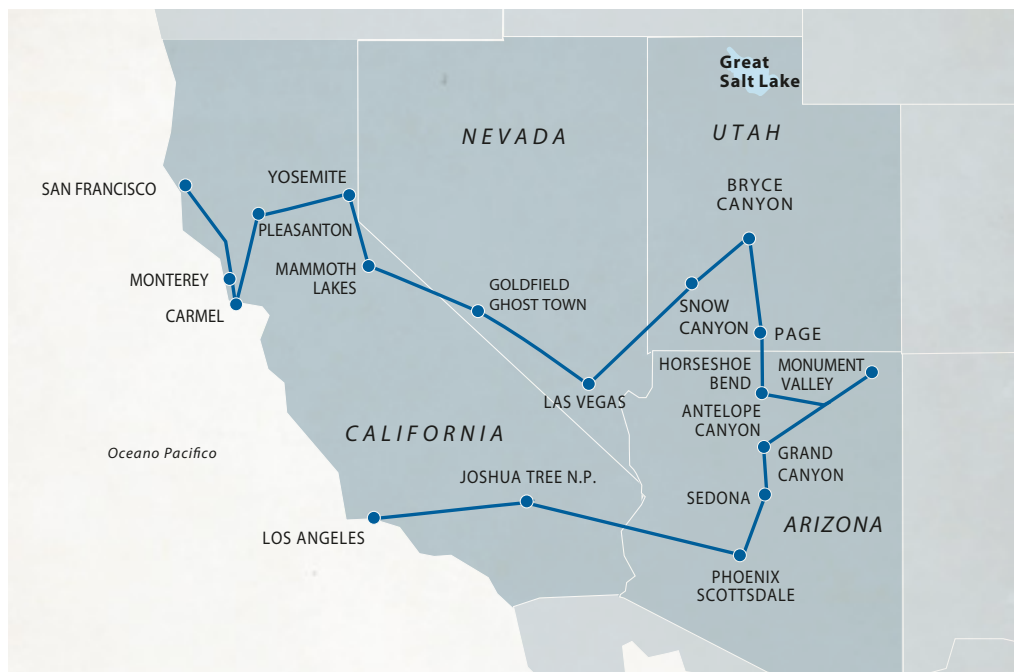 Great
Salt Lake
NEVADA
UTAH
YOSEMITE
BRYCE
CANYON
SAN FRANCISCO
PLEASANTON
MONTEREY
MAMMOTH
LAKES
GOLDFIELD
GHOST TOWN
SNOW
CANYON
CARMEL
PAGE
HORSESHOE
BEND
MONUMENT
VALLEY
LAS VEGAS
ANTELOPE
CANYON
CALIFORNIA
Oceano Pacifico
GRAND
CANYON
JOSHUA TREE N.P.
SEDONA
ARIZONA
LOS ANGELES
PHOENIX
SCOTTSDALE